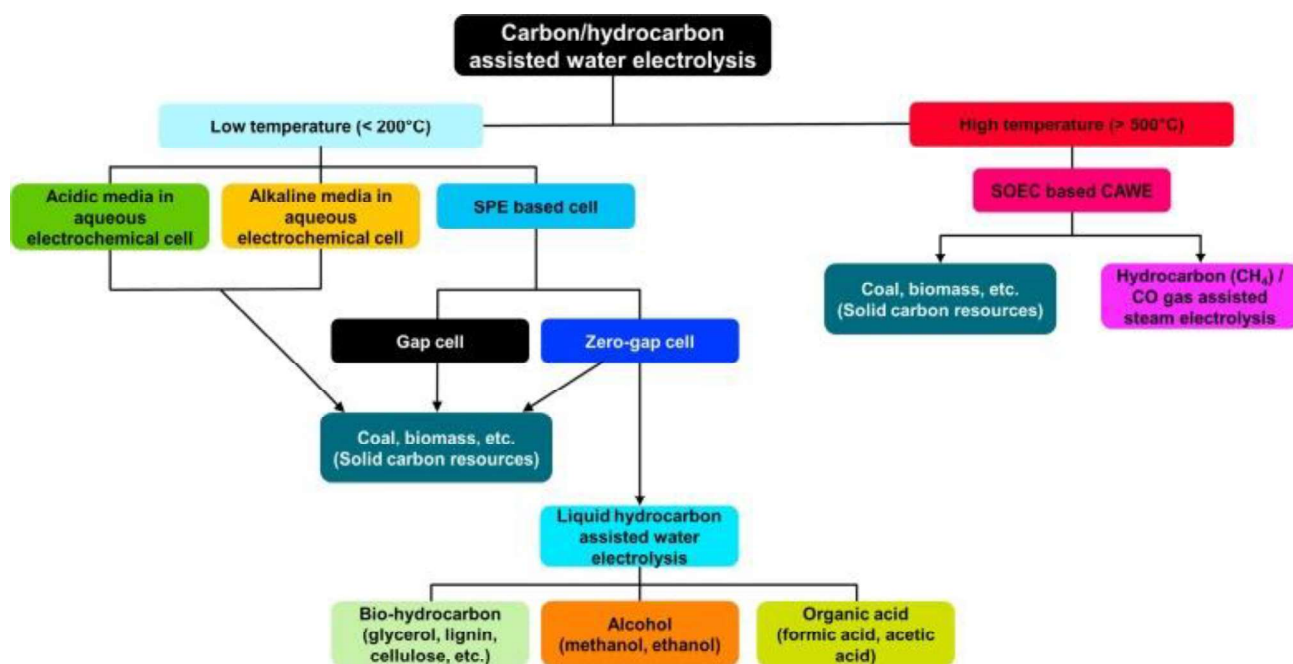 Carbon/hydrocarbon
assisted water electrolysis
Low temperature (< 200°C)
High temperature (> 500°C)
Acidic media in
aqueous
electrochemical cell
Alkaline media in
aqueous
electrochemical cell
SPE based cell
SOEC based CAWE
Coal, biomass, etc.
(Solid carbon resources)
Hydrocarbon (CH₄) /
CO gas assisted
steam electrolysis
Gap cell
Zero-gap cell
Coal, biomass, etc.
(Solid carbon resources)
Liquid hydrocarbon
assisted water
electrolysis
Bio-hydrocarbon
(glycerol, lignin,
cellulose, etc.)
Alcohol
(methanol, ethanol)
Organic acid
(formic acid, acetic
acid)